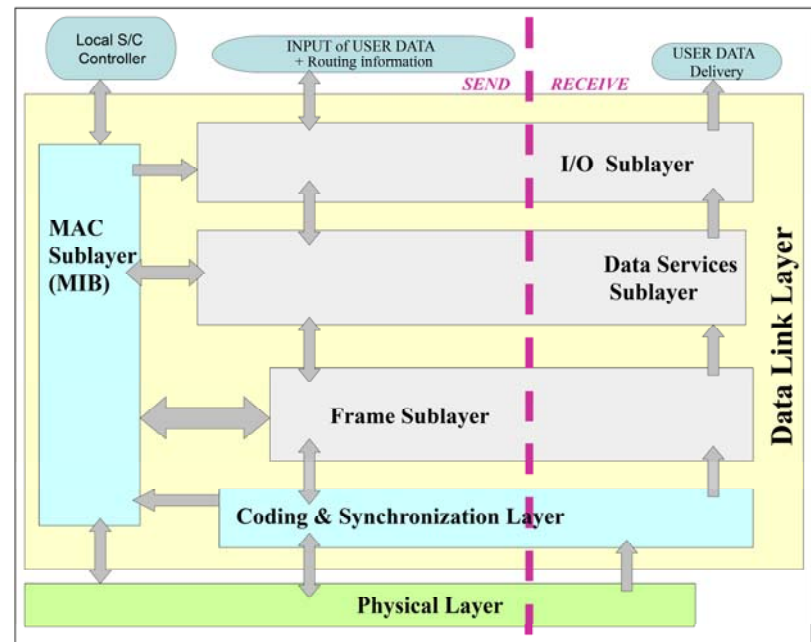 Local S/C
Controller
INPUT of USER DATA
+ Routing information
USER DATA
Delivery
SEND
RECEIVE
I/O Sublayer
MAC
Sublayer
(MIB)
Data Services
Sublayer
Frame Sublayer
Data Link Layer
Coding & Synchronization Layer
Physical Layer